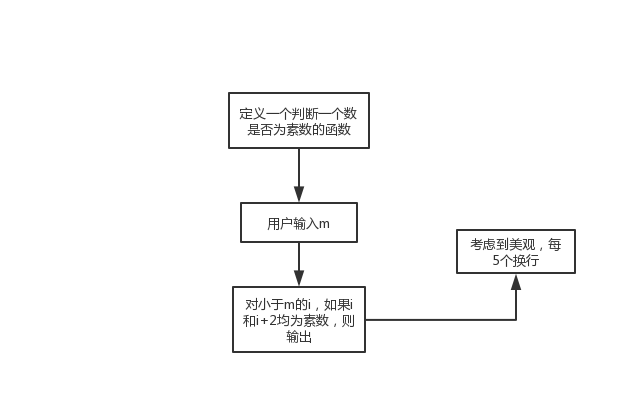 定义一个判断一个数
是否为素数的函数
用户输入m
对小于m的i，如果i
和i+2均为素数，则
输出
考虑到美观，每
5个换行